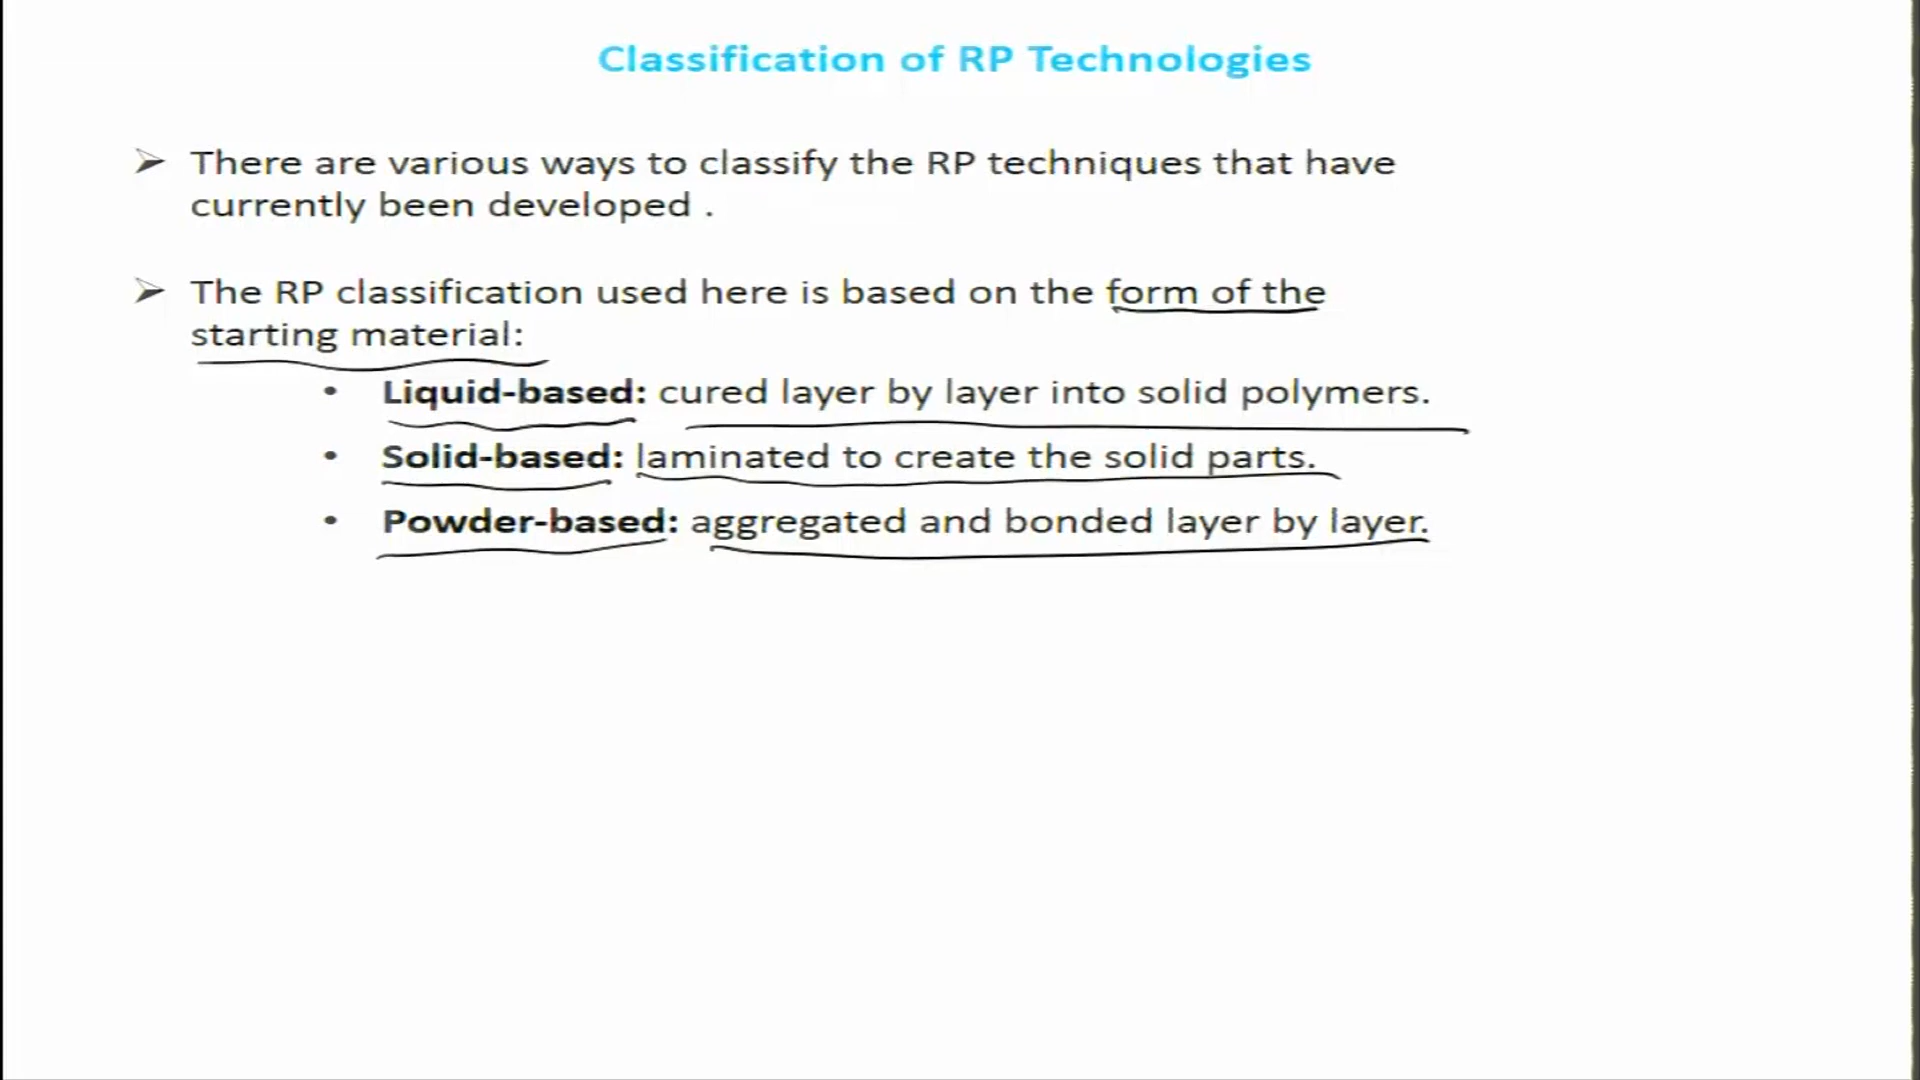 Classification of RP Technologies
➢ There are various ways to classify the RP techniques that have
currently been developed .
➢ The RP classification used here is based on the form of the
starting material:
• Liquid-based: cured layer by layer into solid polymers.
• Solid-based: laminated to create the solid parts.
• Powder-based: aggregated and bonded layer by layer.